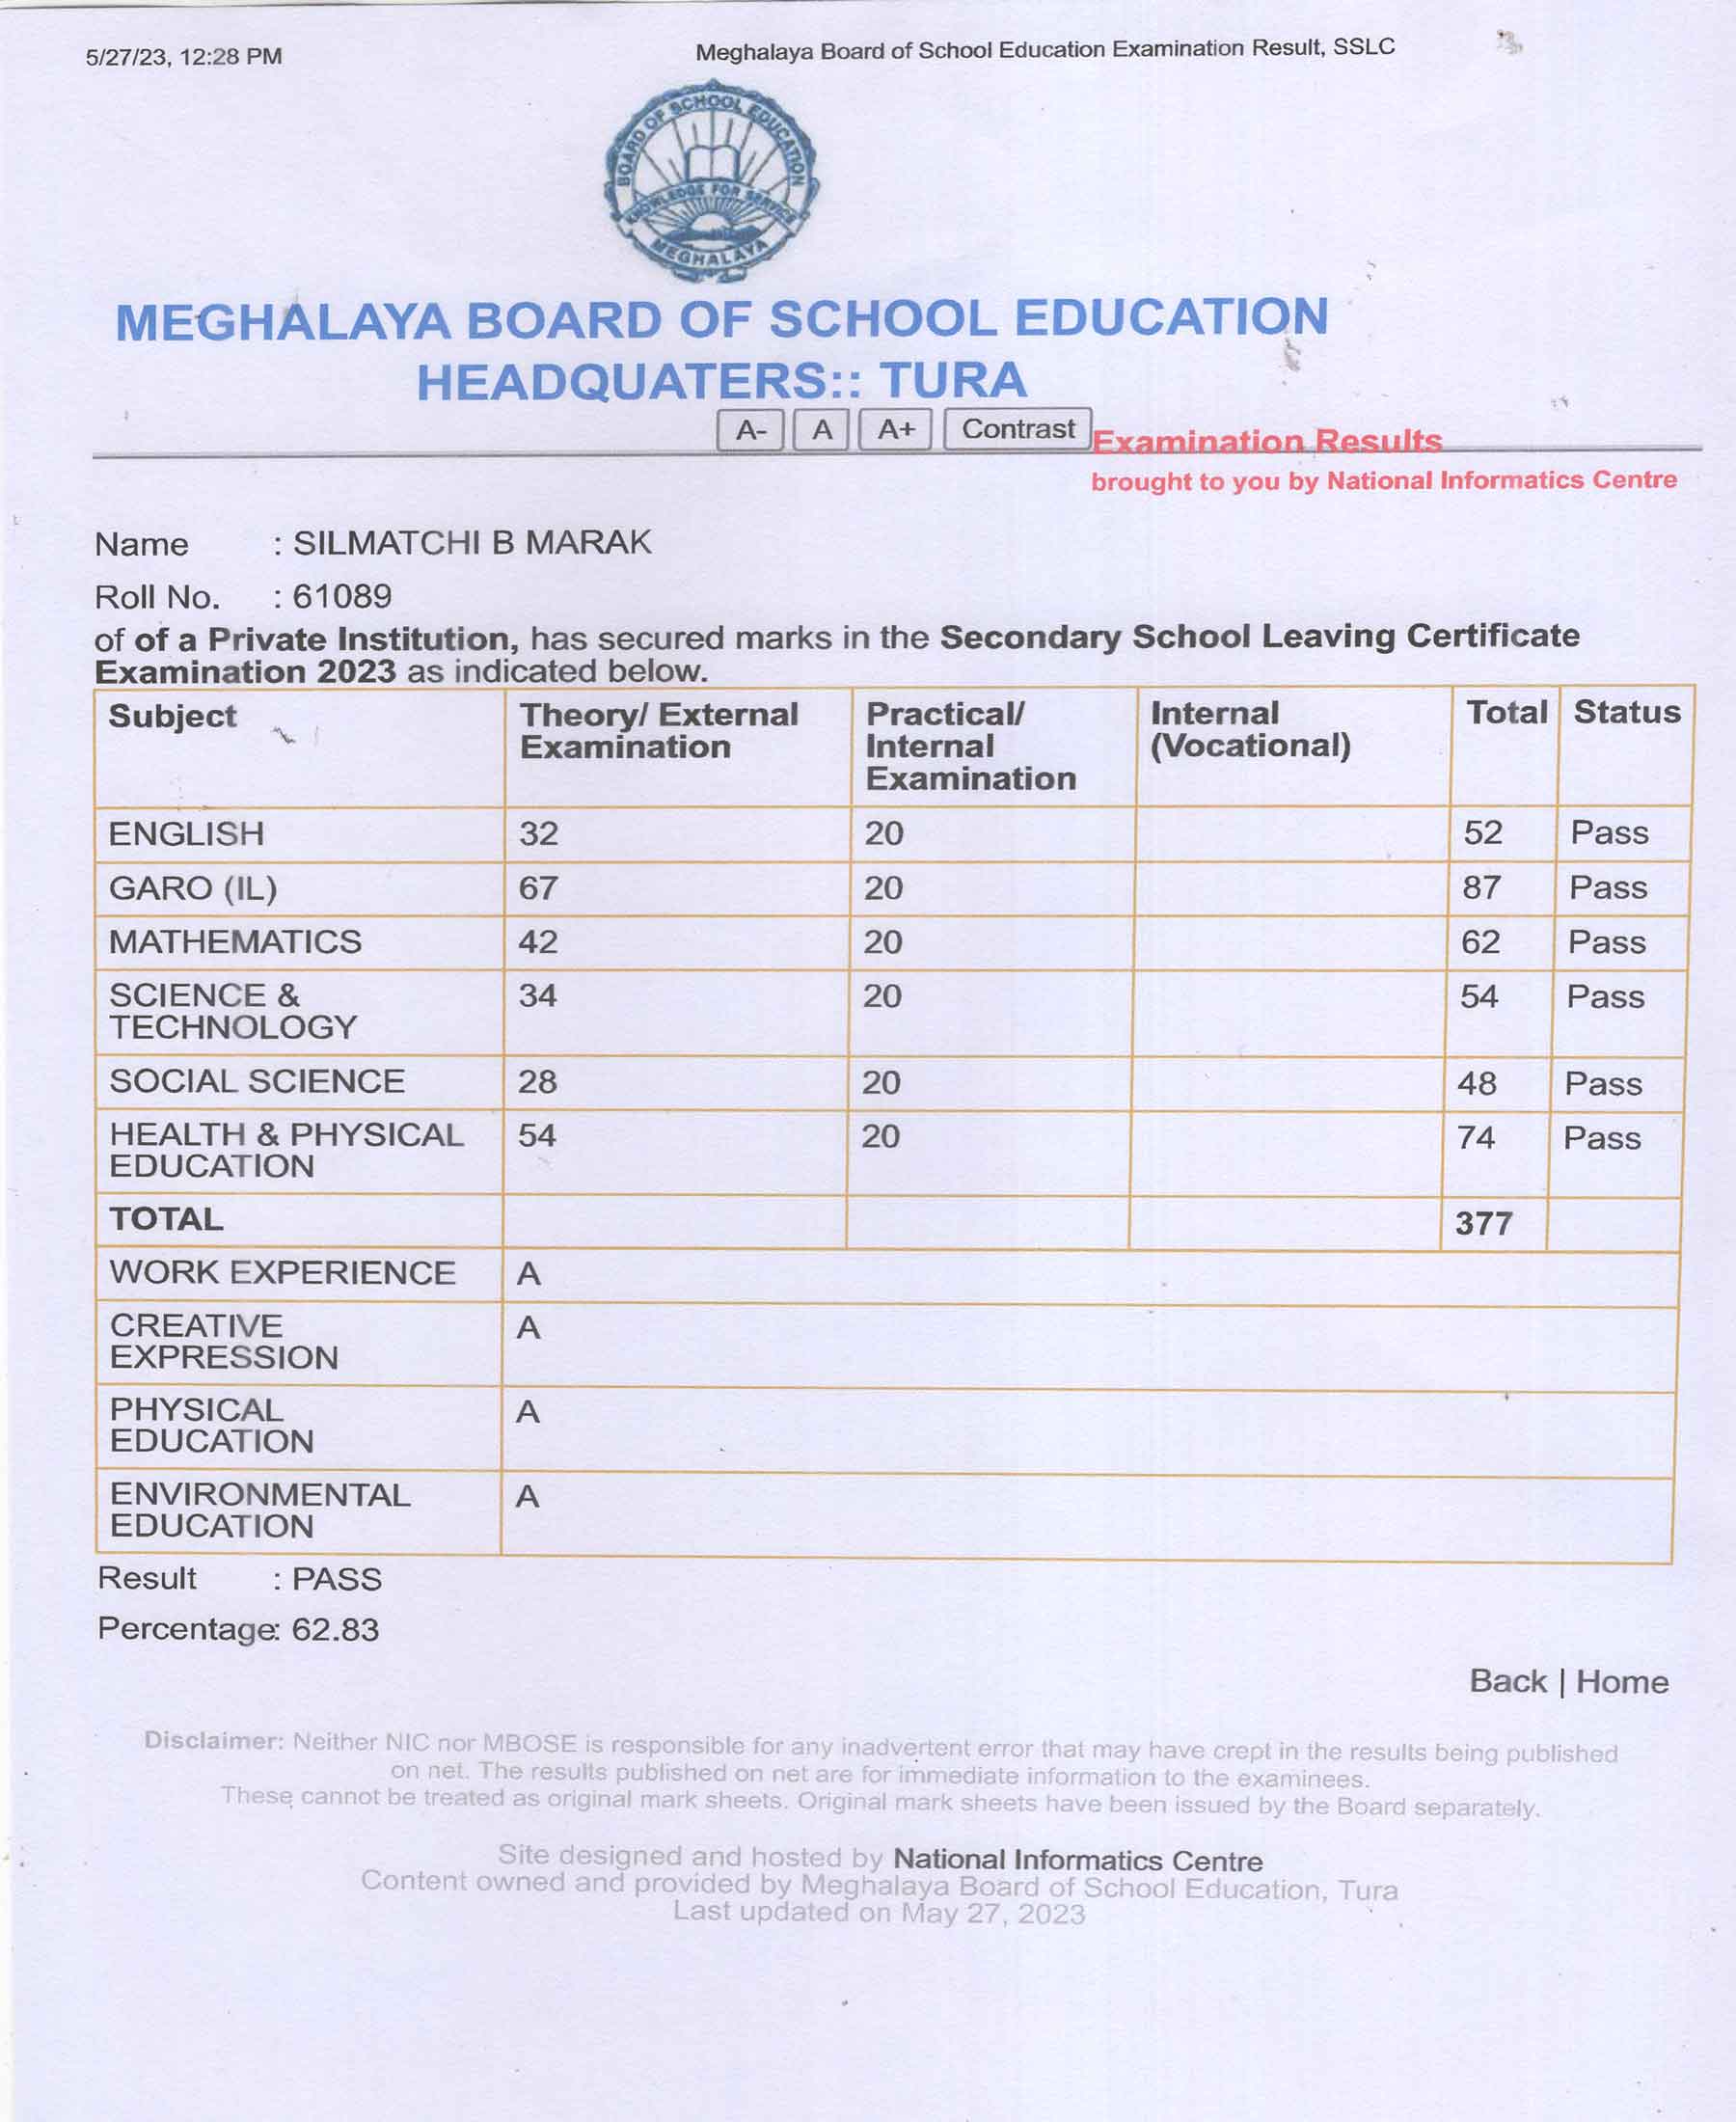 5/27/23, 12:28 PM Meghalaya Board of School Education Examination Result, SSLC
BOARD OF SCHOOL EDUCATION
KNOWLEDGE FOR SERVICE
MEGHALAYA
MEGHALAYA BOARD OF SCHOOL EDUCATION
HEADQUATERS:: TURA
A- A A+ Contrast
Examination Results
brought to you by National Informatics Centre
Name : SILMATCHI B MARAK
Roll No. : 61089
of of a Private Institution, has secured marks in the Secondary School Leaving Certificate
Examination 2023 as indicated below.
Subject Theory/ External Examination Practical/ Internal Examination Internal (Vocational) Total Status
ENGLISH 32 20 52 Pass
GARO (IL) 67 20 87 Pass
MATHEMATICS 42 20 62 Pass
SCIENCE & TECHNOLOGY 34 20 54 Pass
SOCIAL SCIENCE 28 20 48 Pass
HEALTH & PHYSICAL EDUCATION 54 20 74 Pass
TOTAL 377
WORK EXPERIENCE A
CREATIVE EXPRESSION A
PHYSICAL EDUCATION A
ENVIRONMENTAL EDUCATION A
Result : PASS
Percentage: 62.83
Back | Home
Disclaimer: Neither NIC nor MBOSE is responsible for any inadvertent error that may have crept in the results being published
on net. The results published on net are for immediate information to the examinees.
These cannot be treated as original mark sheets. Original mark sheets have been issued by the Board separately.
Site designed and hosted by National Informatics Centre
Content owned and provided by Meghalaya Board of School Education, Tura
Last updated on May 27, 2023